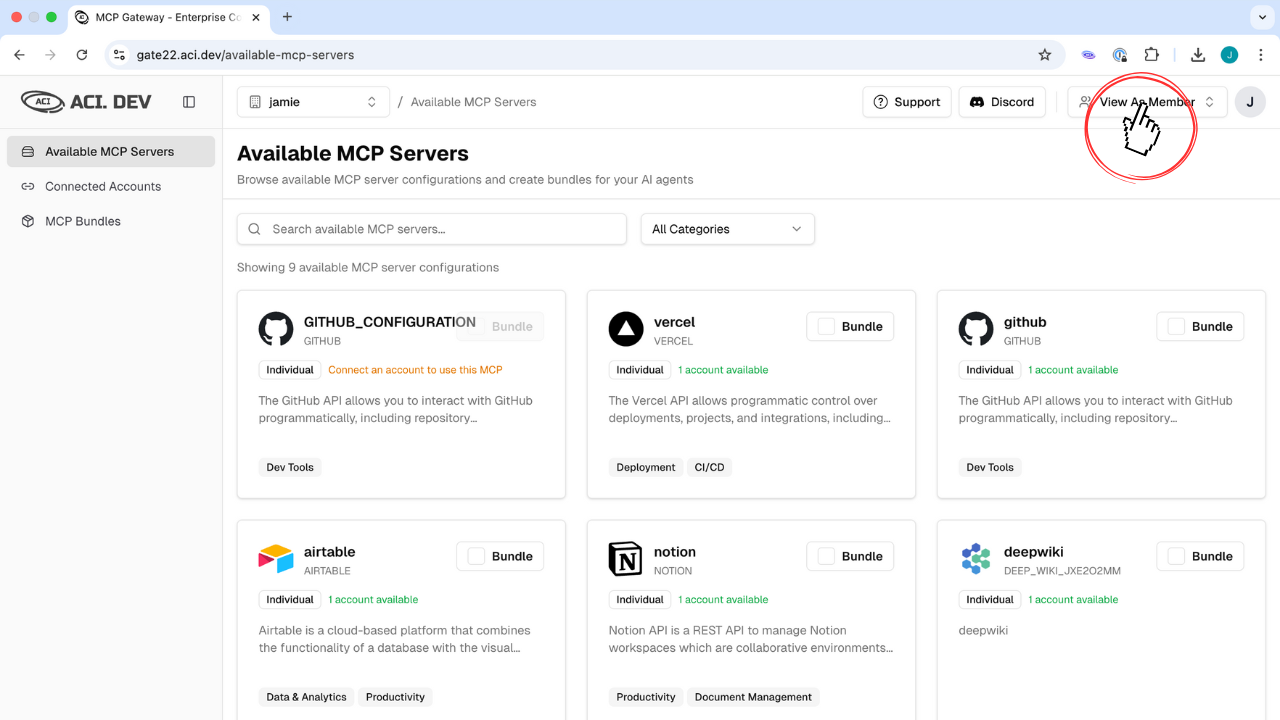 MCP Gateway - Enterprise Co
gate22.aci.dev/available-mcp-servers
J
ACI
ACI. DEV
jamie
/ Available MCP Servers
Support
Discord
View As Member
J
Available MCP Servers
Connected Accounts
MCP Bundles
Available MCP Servers
Browse available MCP server configurations and create bundles for your AI agents
Search available MCP servers...
All Categories
Showing 9 available MCP server configurations
GITHUB_CONFIGURATION
Bundle
GITHUB
Individual
Connect an account to use this MCP
The GitHub API allows you to interact with GitHub
programmatically, including repository...
Dev Tools
vercel
Bundle
VERCEL
Individual
1 account available
The Vercel API allows programmatic control over
deployments, projects, and integrations, including...
Deployment
CI/CD
github
Bundle
GITHUB
Individual
1 account available
The GitHub API allows you to interact with GitHub
programmatically, including repository...
Dev Tools
airtable
Bundle
AIRTABLE
Individual
1 account available
Airtable is a cloud-based platform that combines
the functionality of a database with the visual...
Data & Analytics
Productivity
notion
Bundle
NOTION
Individual
1 account available
Notion API is a REST API to manage Notion
workspaces which are collaborative environments...
Productivity
Document Management
deepwiki
Bundle
DEEP_WIKI_JXE2O2MM
Individual
1 account available
deepwiki